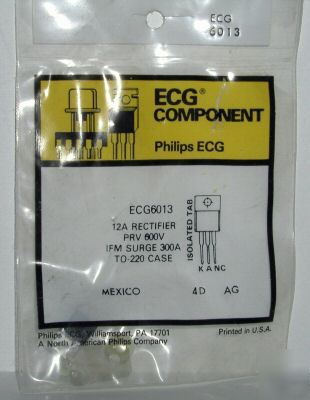 ECG
6013
ECG®
COMPONENT
Philips ECG
ECG6013
12A RECTIFIER
PRV 600V
IFM SURGE 300A
TO-220 CASE
ISOLATED TAB
K A NC
MEXICO 4D AG
Philips ECG, Williamsport, PA 17701
A North American Philips Company
Printed in U.S.A.